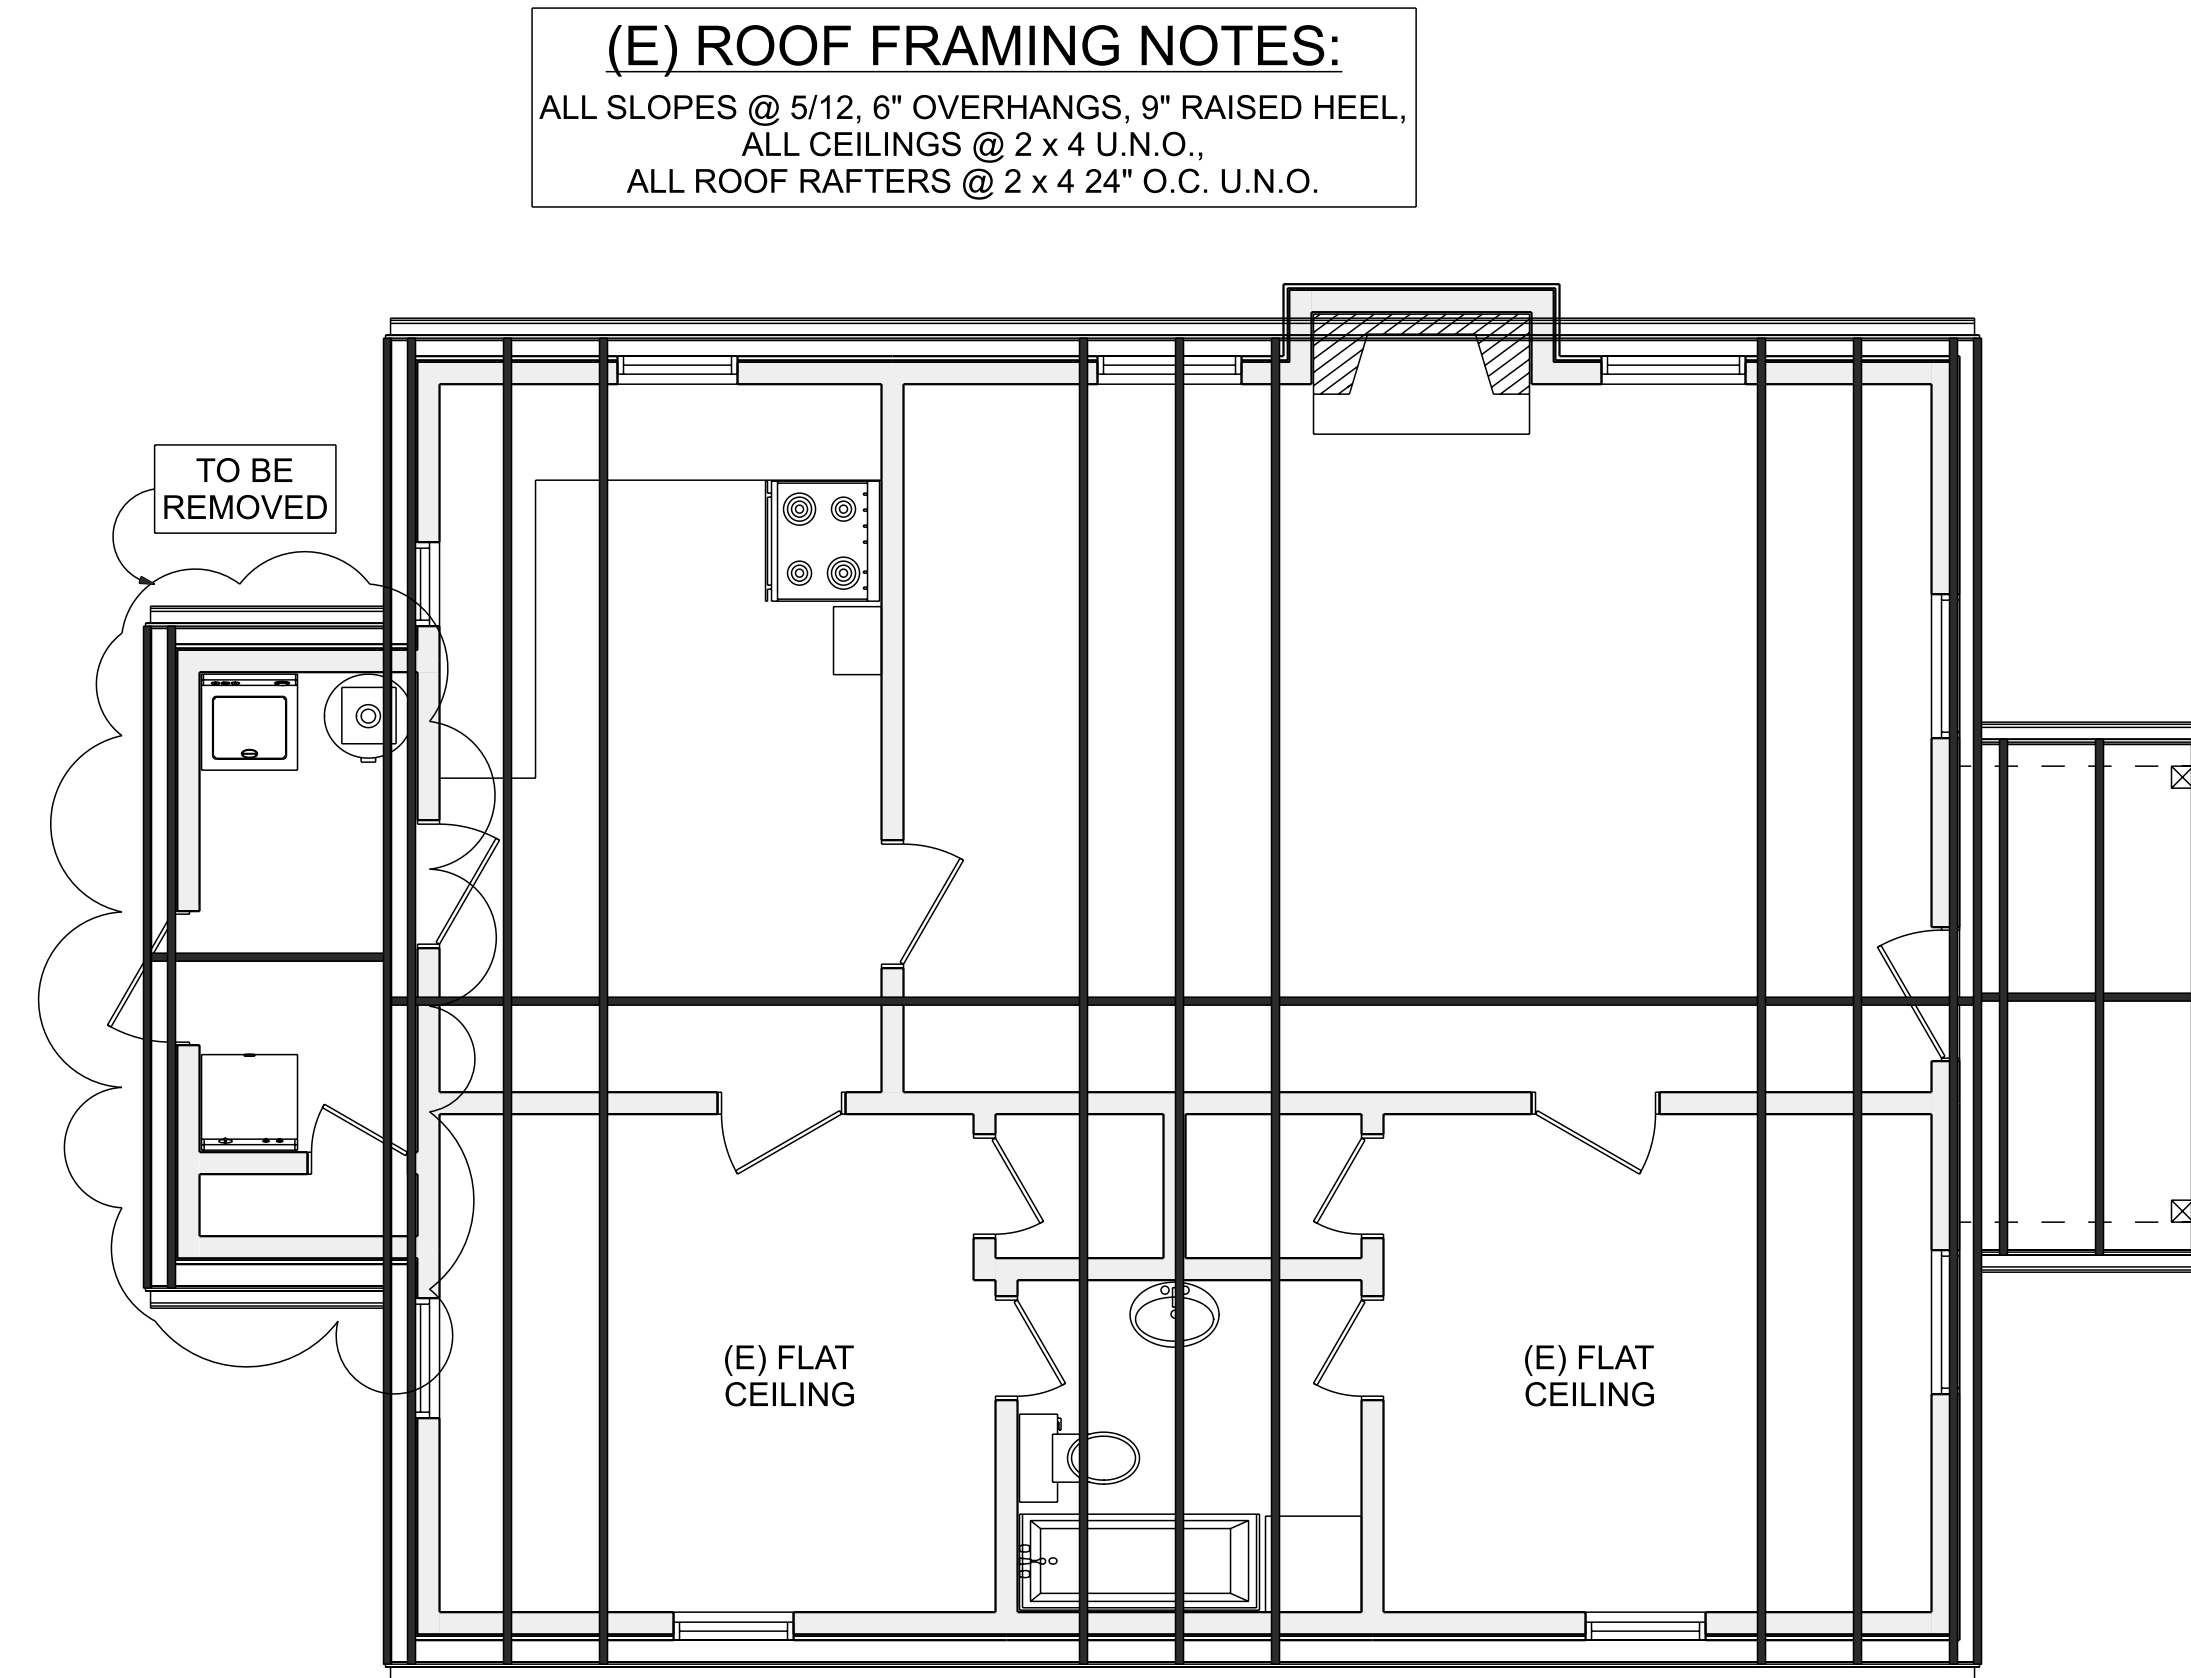 (E) ROOF FRAMING NOTES:
ALL SLOPES @ 5/12, 6" OVERHANGS, 9" RAISED HEEL,
ALL CEILINGS @ 2 x 4 U.N.O.,
ALL ROOF RAFTERS @ 2 x 4 24" O.C. U.N.O.
TO BE
REMOVED
(E) FLAT
CEILING
(E) FLAT
CEILING